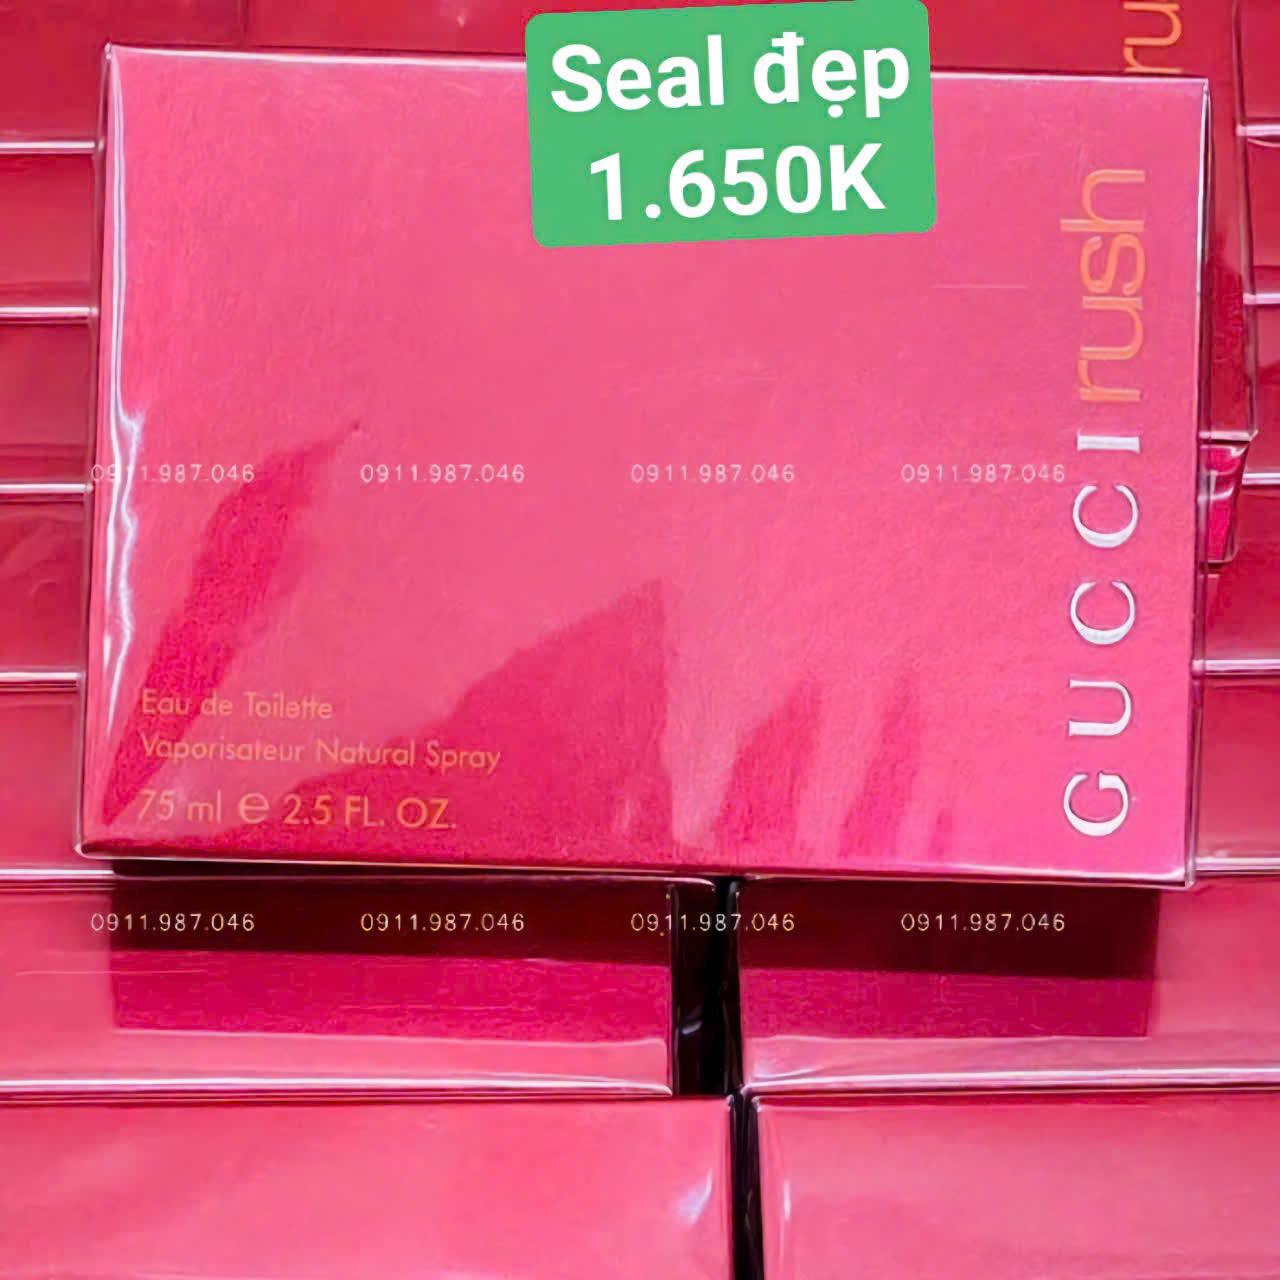 Seal đẹp
1.650K
ru
GUCCI rush
0911.987.046 0911.987.046 0911.987.046 0911.987.046
Eau de Toilette
Vaporisateur Natural Spray
75 ml e 2.5 FL. OZ.
0911.987.046 0911.987.046 0911.987.046 0911.987.046